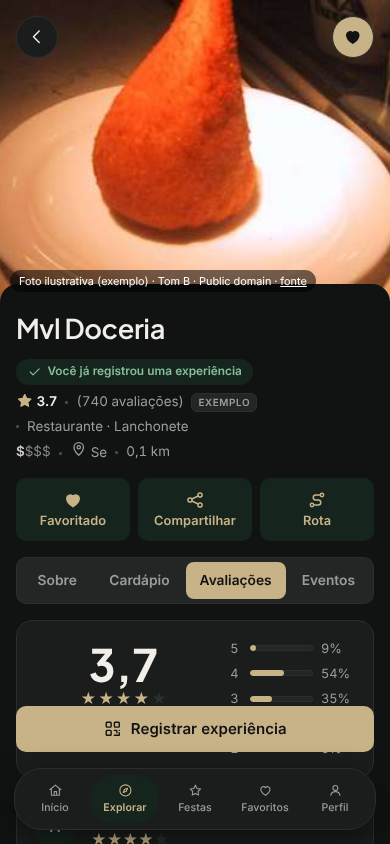 Foto ilustrativa (exemplo) · Tom B · Public domain · fonte
Mvl Doceria
Você já registrou uma experiência
3.7 · (740 avaliações) EXEMPLO
· Restaurante · Lanchonete
$$$$ · Se · 0,1 km
Favoritado
Compartilhar
Rota
Sobre
Cardápio
Avaliações
Eventos
3,7
5 9%
4 54%
3 35%
Registrar experiência
Início
Explorar
Festas
Favoritos
Perfil